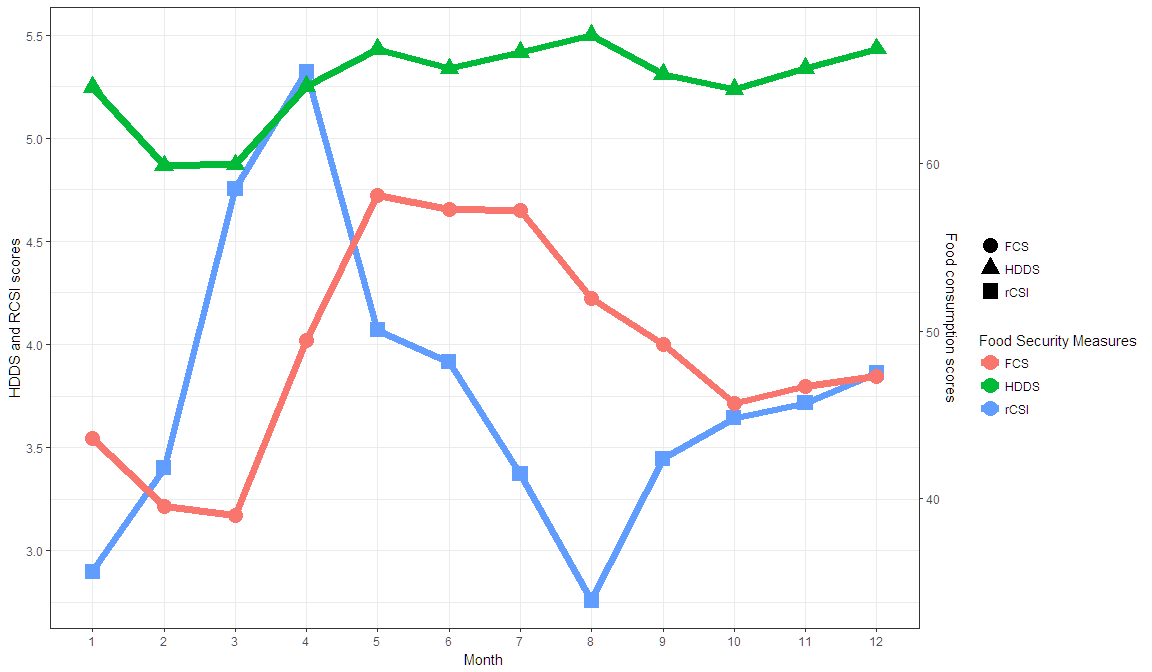 5.5
5.0
4.5
4.0
3.5
3.0
HDDS and RCSI scores
1 2 3 4 5 6 7 8 9 10 11 12
Month
60
50
40
Food consumption scores
FCS
HDDS
rCSI
Food Security Measures
FCS
HDDS
rCSI